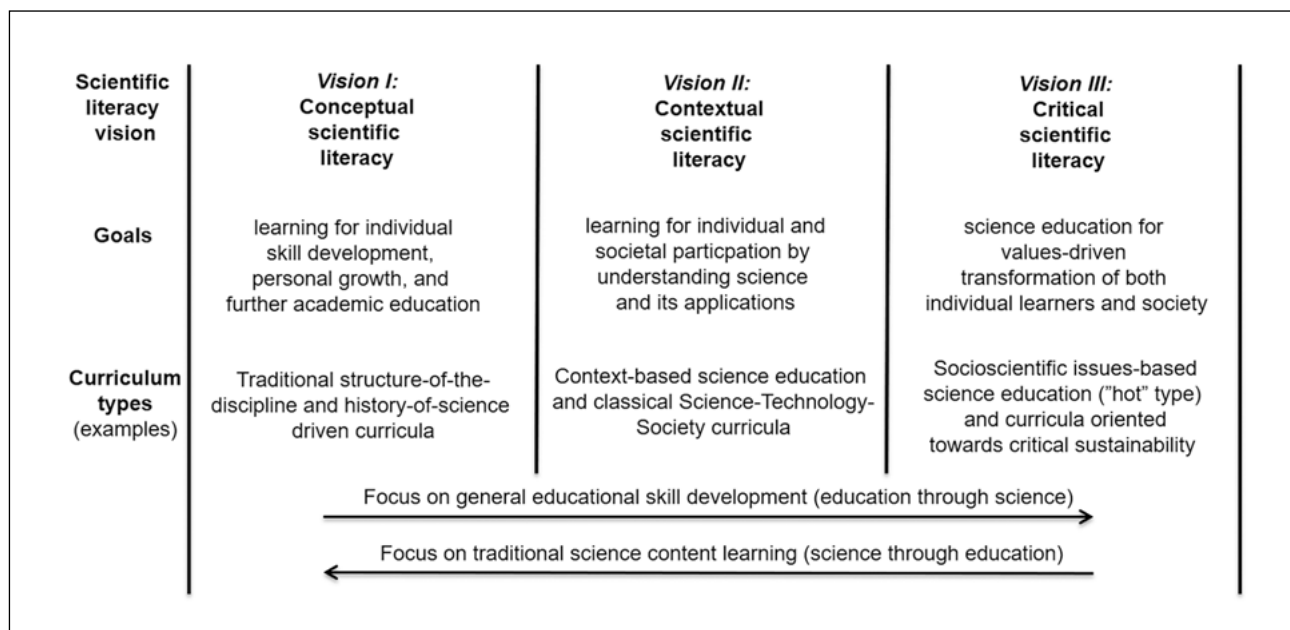 Scientific
literacy
vision
Vision I:
Conceptual
scientific
literacy
Vision II:
Contextual
scientific
literacy
Vision III:
Critical
scientific
literacy
Goals
learning for individual
skill development,
personal growth, and
further academic education
learning for individual and
societal particpation by
understanding science
and its applications
science education for
values-driven
transformation of both
individual learners and society
Curriculum
types
(examples)
Traditional structure-of-the-
discipline and history-of-science
driven curricula
Context-based science education
and classical Science-Technology-
Society curricula
Socioscientific issues-based
science education (”hot” type)
and curricula oriented
towards critical sustainability
Focus on general educational skill development (education through science)
Focus on traditional science content learning (science through education)